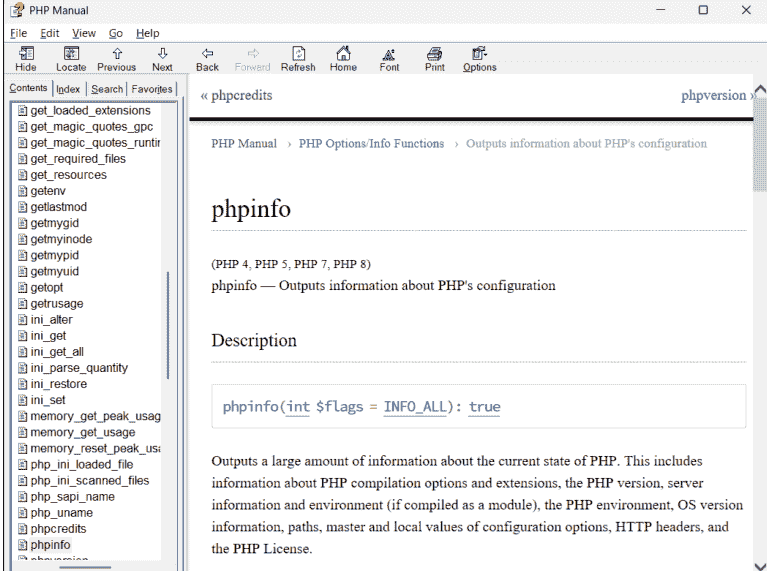 PHP Manual
File Edit View Go Help
Hide Locate Previous Next Back Forward Refresh Home Font Print Options
Contents Index Search Favorites
get_loaded_extensions
get_magic_quotes_gpc
get_magic_quotes_runtir
get_required_files
get_resources
getenv
getlastmod
getmygid
getmyinode
getmypid
getmyuid
getopt
getrusage
ini_alter
ini_get
ini_get_all
ini_parse_quantity
ini_restore
ini_set
memory_get_peak_usag
memory_get_usage
memory_reset_peak_usa
php_ini_loaded_file
php_ini_scanned_files
php_sapi_name
php_uname
phpcredits
phpinfo
« phpcredits
phpversion »
PHP Manual › PHP Options/Info Functions › Outputs information about PHP's configuration
phpinfo
(PHP 4, PHP 5, PHP 7, PHP 8)
phpinfo — Outputs information about PHP's configuration
Description
phpinfo(int $flags = INFO_ALL): true
Outputs a large amount of information about the current state of PHP. This includes
information about PHP compilation options and extensions, the PHP version, server
information and environment (if compiled as a module), the PHP environment, OS version
information, paths, master and local values of configuration options, HTTP headers, and
the PHP License.